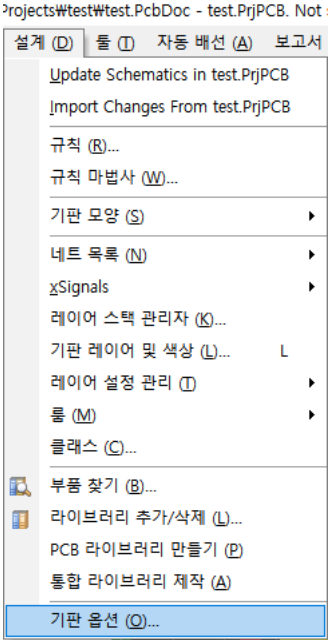 Projects₩test₩test.PcbDoc - test.PrjPCB. Not
설계 (D) 툴 (T) 자동 배선 (A) 보고서
Update Schematics in test.PrjPCB
Import Changes From test.PrjPCB
규칙 (R)...
규칙 마법사 (W)...
기판 모양 (S)
네트 목록 (N)
xSignals
레이어 스택 관리자 (K)...
기판 레이어 및 색상 (L)... L
레이어 설정 관리 (T)
룸 (M)
클래스 (C)...
부품 찾기 (B)...
라이브러리 추가/삭제 (L)...
PCB 라이브러리 만들기 (P)
통합 라이브러리 제작 (A)
기판 옵션 (O)...